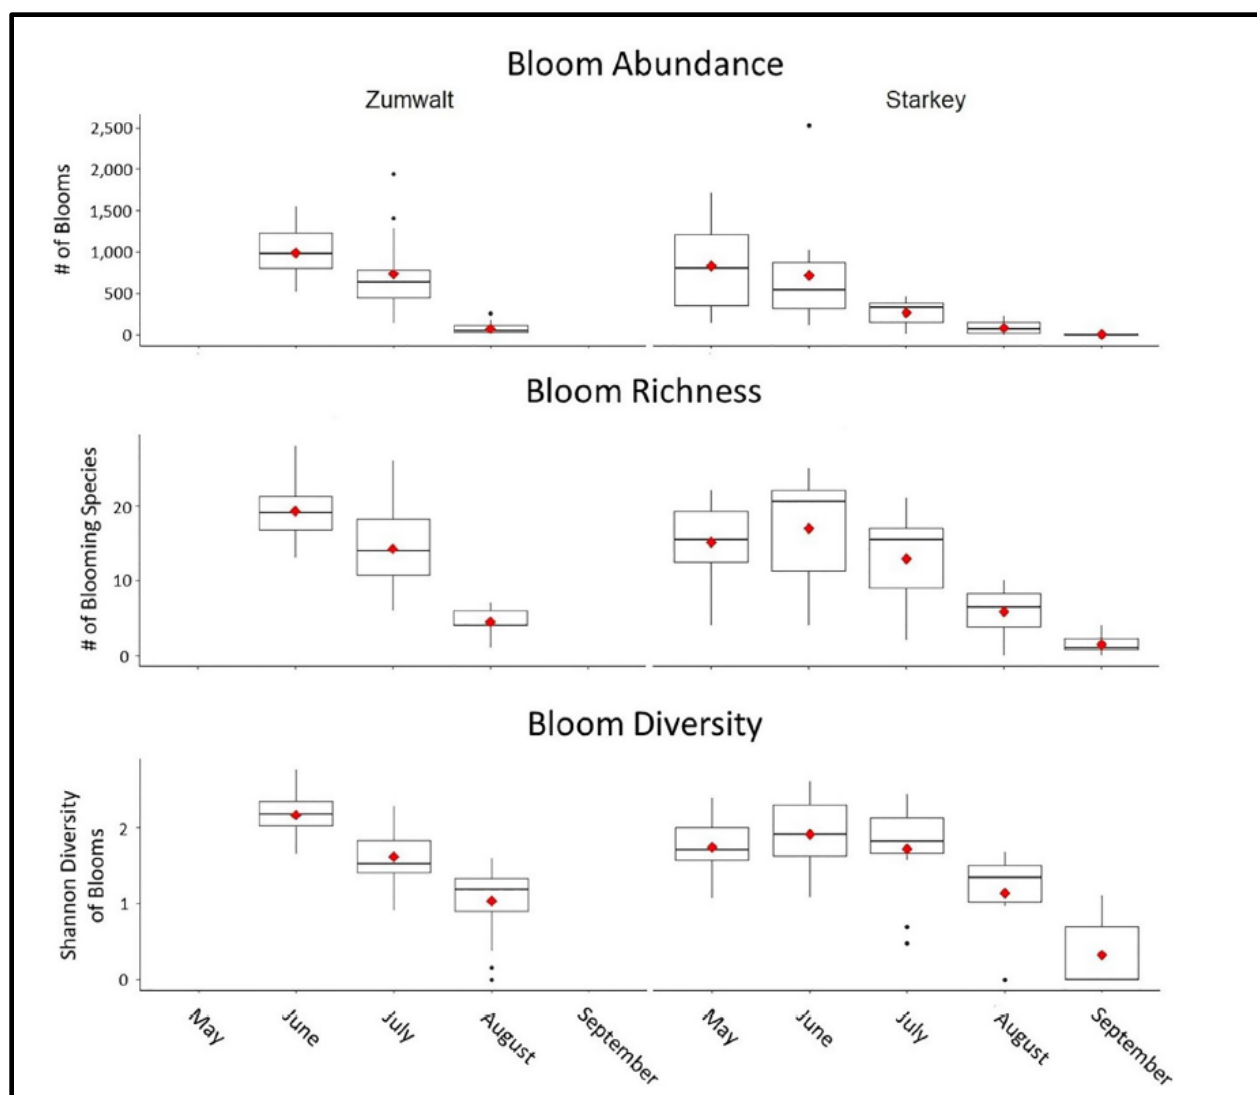 Bloom Abundance
Zumwalt
Starkey
# of Blooms
2,500
2,000
1,500
1,000
500
0
Bloom Richness
# of Blooming Species
20
10
0
Bloom Diversity
Shannon Diversity
of Blooms
2
1
0
May
June
July
August
September
May
June
July
August
September